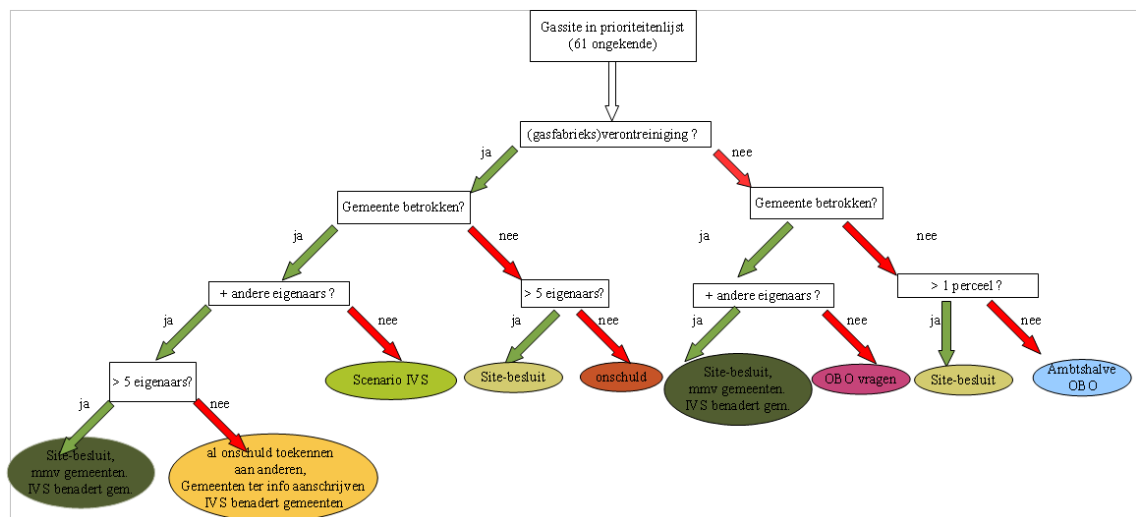 Gassite in prioriteitenlijst
(61 ongekende)
(gasfabrieks)verontreiniging ?
ja
nee
Gemeente betrokken?
Gemeente betrokken?
ja
nee
ja
nee
+ andere eigenaars ?
> 5 eigenaars?
+ andere eigenaars ?
> 1 perceel ?
ja
nee
ja
nee
ja
nee
ja
nee
> 5 eigenaars?
Scenario IVS
Site-besluit
onschuld
Site-besluit,
mmv gemeenten.
IVS benadert gem.
OBO vragen
Site-besluit
Ambtshalve
OBO
ja
nee
Site-besluit,
mmv gemeenten.
IVS benadert gem.
al onschuld toekennen
aan anderen,
Gemeenten ter info aanschrijven
IVS benadert gemeenten